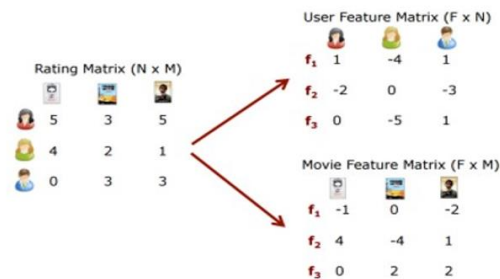 Rating Matrix (N x M)
5 3 5
4 2 1
0 3 3
User Feature Matrix (F x N)
f1 1 -4 1
f2 -2 0 -3
f3 0 -5 1
Movie Feature Matrix (F x M)
f1 -1 0 -2
f2 4 -4 1
f3 0 2 2